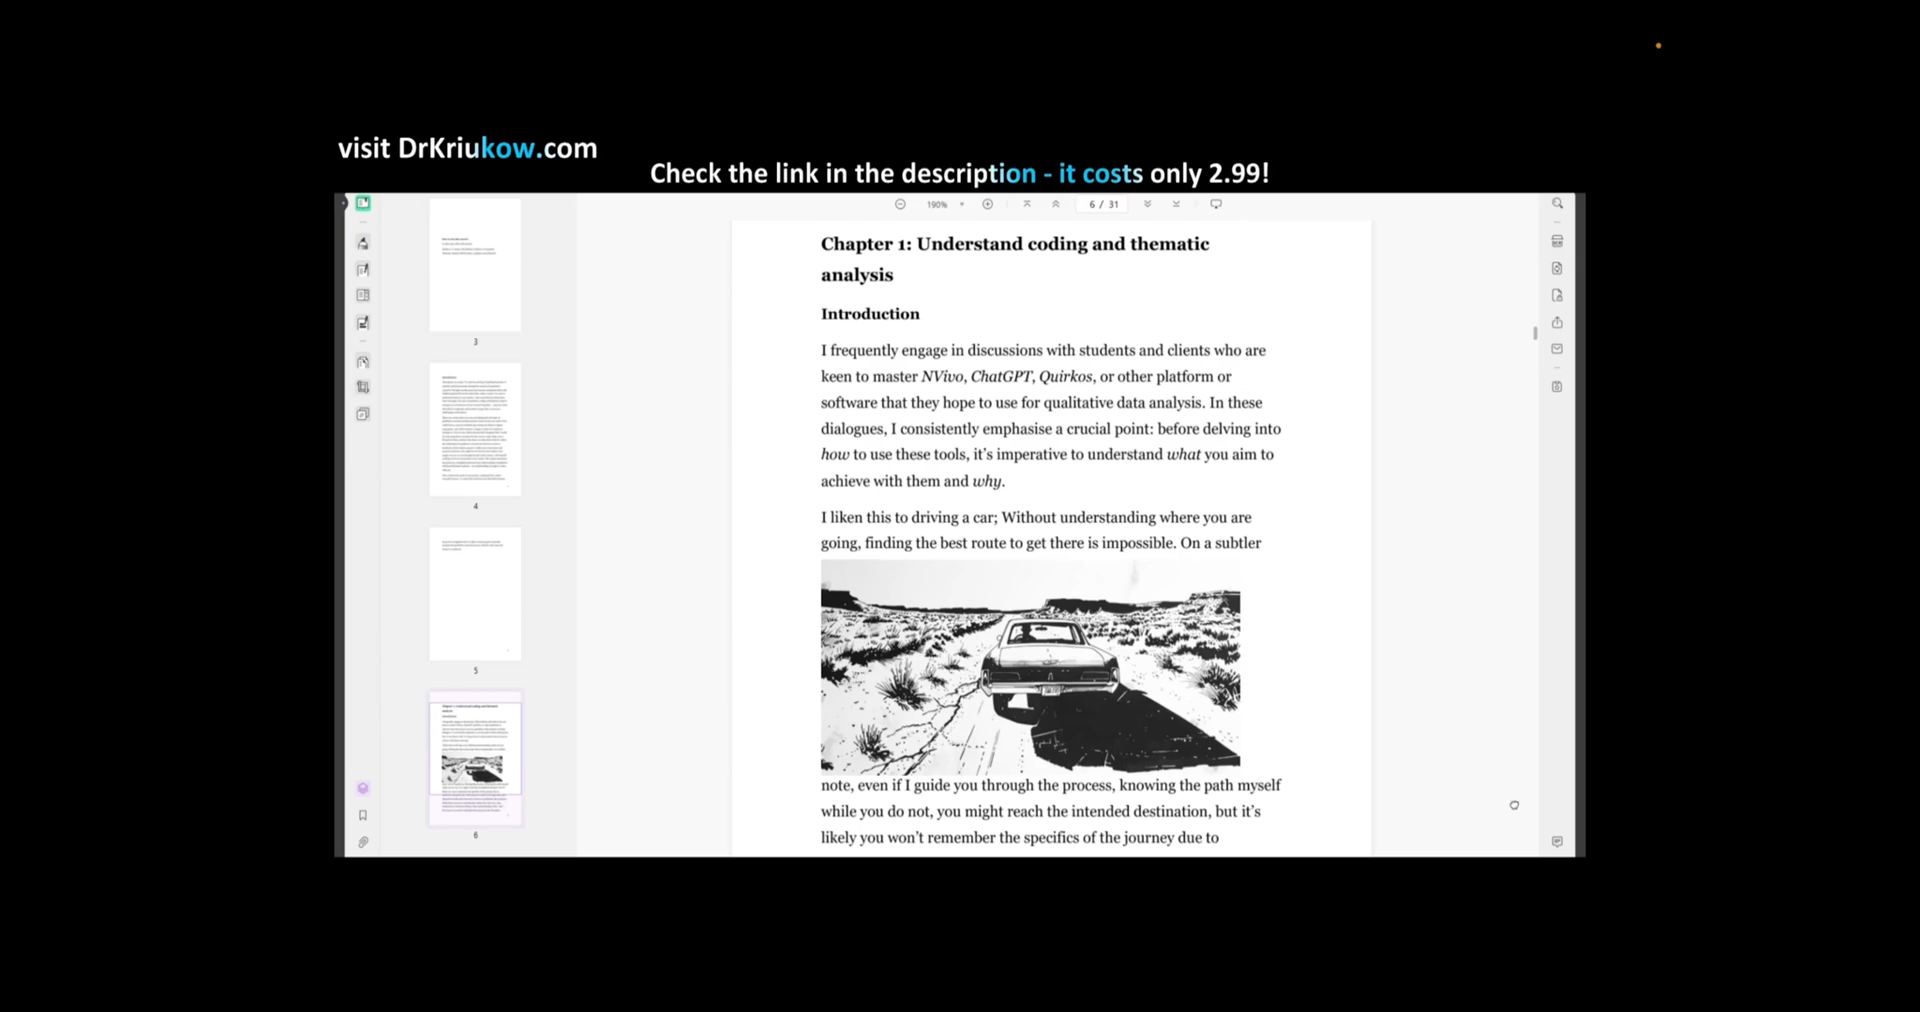 visit DrKriukow.com
Check the link in the description - it costs only 2.99!
190%
6 / 31
3
4
5
6
Chapter 1: Understand coding and thematic
analysis
Introduction
I frequently engage in discussions with students and clients who are
keen to master NVivo, ChatGPT, Quirkos, or other platform or
software that they hope to use for qualitative data analysis. In these
dialogues, I consistently emphasise a crucial point: before delving into
how to use these tools, it's imperative to understand what you aim to
achieve with them and why.
I liken this to driving a car; Without understanding where you are
going, finding the best route to get there is impossible. On a subtler
note, even if I guide you through the process, knowing the path myself
while you do not, you might reach the intended destination, but it's
likely you won't remember the specifics of the journey due to